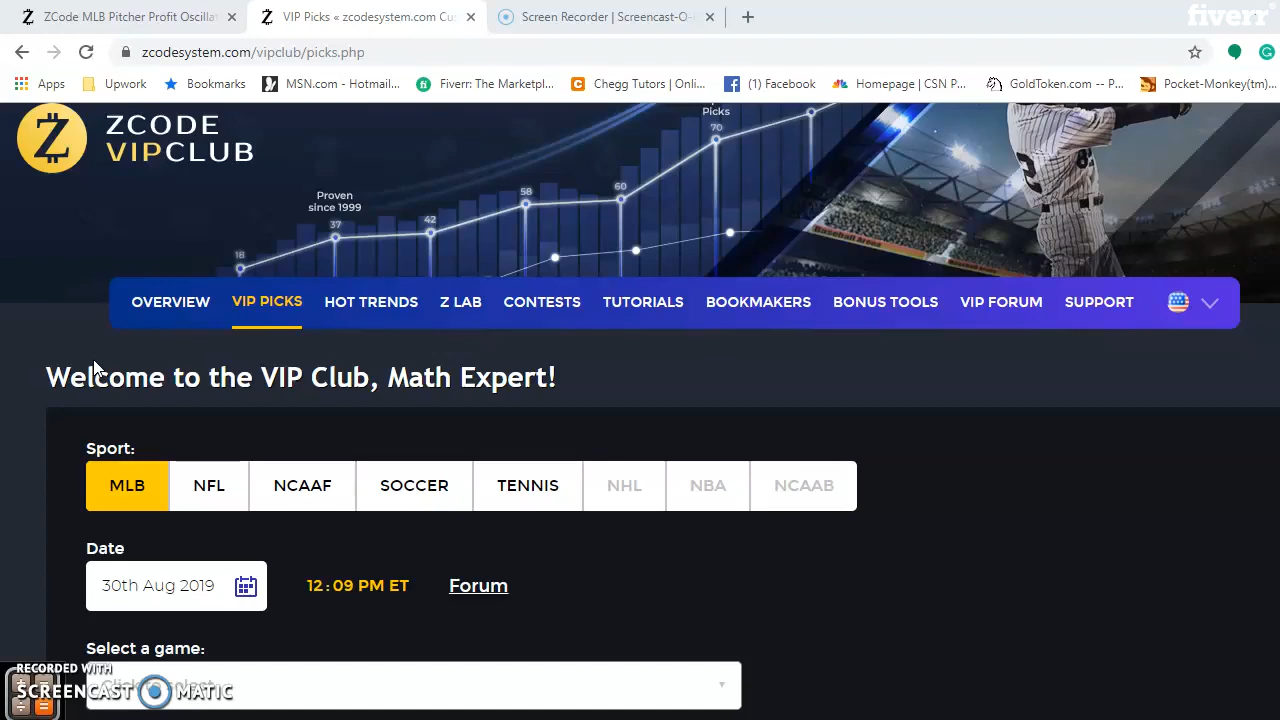 ZCode MLB Pitcher Profit Oscillat
VIP Picks « zcodesystem.com Cus
Screen Recorder | Screencast-O-
fiverr
zcodesystem.com/vipclub/picks.php
Apps
Upwork
Bookmarks
MSN.com - Hotmail...
Fiverr: The Marketpl...
Chegg Tutors | Onli...
(1) Facebook
Homepage | CSN P...
GoldToken.com -- P...
Pocket-Monkey(tm)...
ZCODE
VIPCLUB
Proven
since 1999
18
37
42
58
60
Picks
70
2
Baseball Arena
OVERVIEW
VIP PICKS
HOT TRENDS
Z LAB
CONTESTS
TUTORIALS
BOOKMAKERS
BONUS TOOLS
VIP FORUM
SUPPORT
Welcome to the VIP Club, Math Expert!
Sport:
MLB
NFL
NCAAF
SOCCER
TENNIS
NHL
NBA
NCAAB
Date
30th Aug 2019
12:09 PM ET
Forum
Select a game:
RECORDED WITH
SCREENCAST MATIC